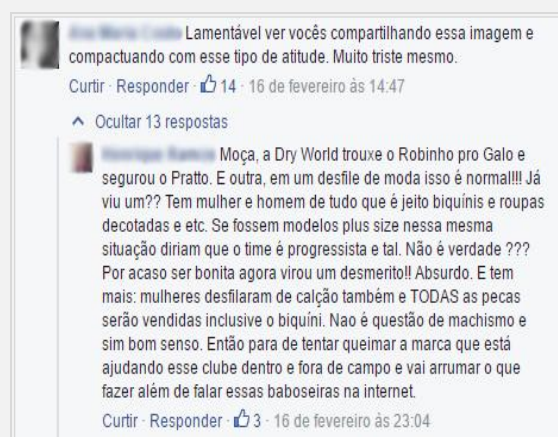 Lamentável ver vocês compartilhando essa imagem e
compactuando com esse tipo de atitude. Muito triste mesmo.
Curtir · Responder · 14 · 16 de fevereiro às 14:47
Ocultar 13 respostas
Moça, a Dry World trouxe o Robinho pro Galo e
segurou o Pratto. E outra, em um desfile de moda isso é normal!!! Já
viu um?? Tem mulher e homem de tudo que é jeito biquínis e roupas
decotadas e etc. Se fossem modelos plus size nessa mesma
situação diriam que o time é progressista e tal. Não é verdade ???
Por acaso ser bonita agora virou um desmerito!! Absurdo. E tem
mais: mulheres desfilaram de calção também e TODAS as pecas
serão vendidas inclusive o biquíni. Nao é questão de machismo e
sim bom senso. Então para de tentar queimar a marca que está
ajudando esse clube dentro e fora de campo e vai arrumar o que
fazer além de falar essas baboseiras na internet.
Curtir · Responder · 3 · 16 de fevereiro às 23:04